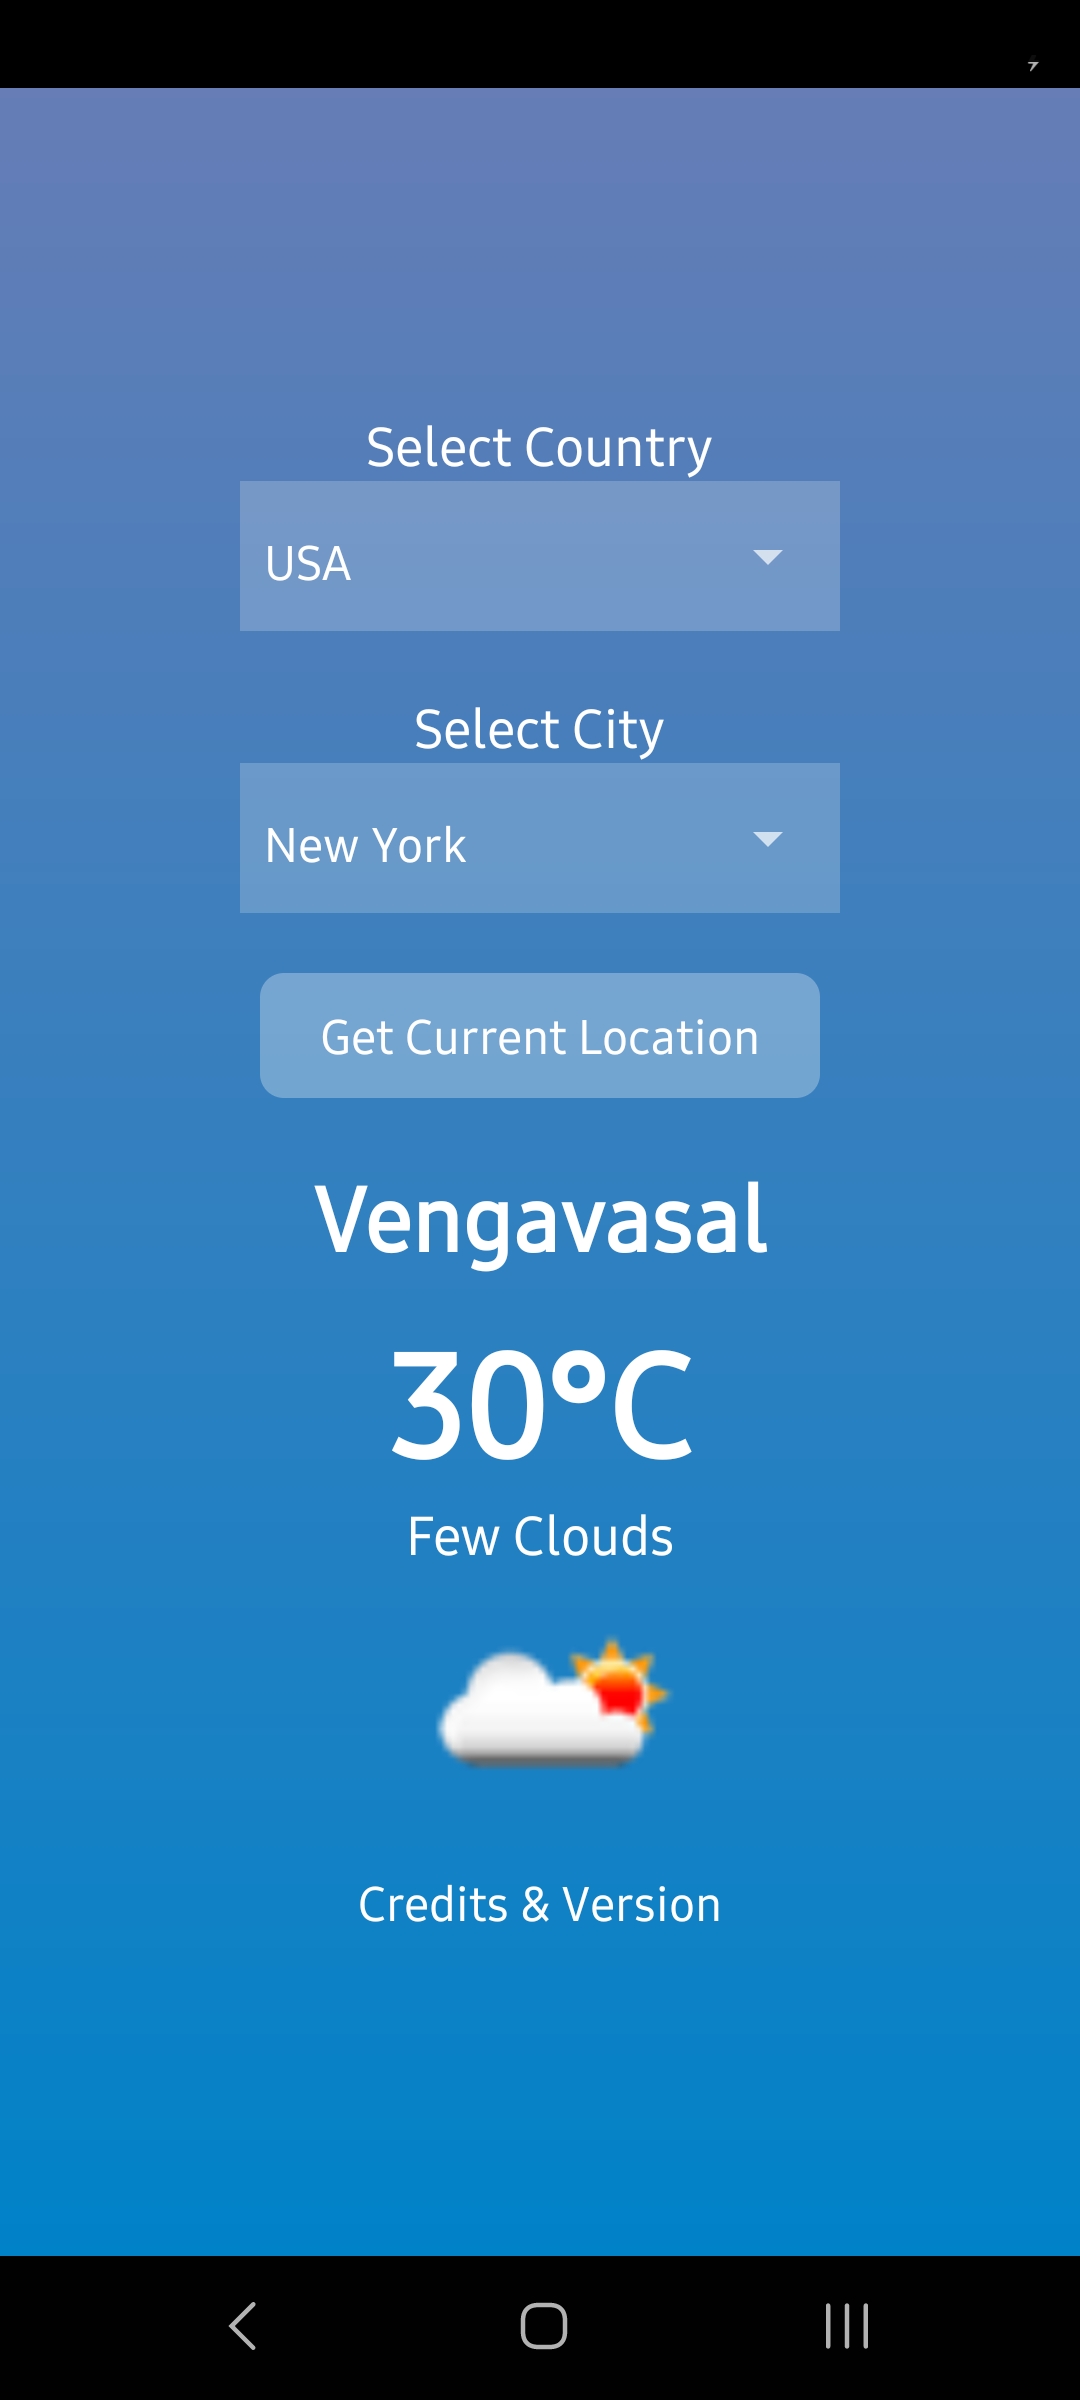 Select Country
USA
Select City
New York
Get Current Location
Vengavasal
30°C
Few Clouds
Credits & Version